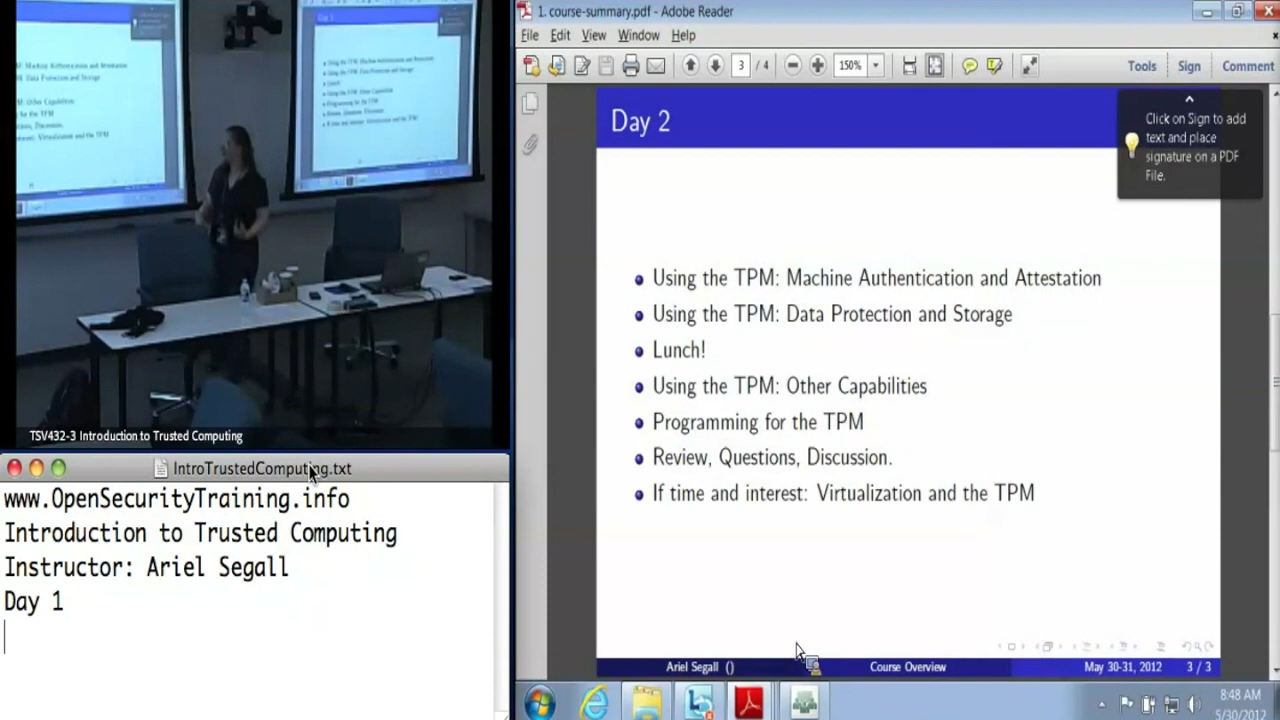 TSV432-3 Introduction to Trusted Computing
IntroTrustedComputing.txt
www.OpenSecurityTraining.info
Introduction to Trusted Computing
Instructor: Ariel Segall
Day 1
1. course-summary.pdf - Adobe Reader
File Edit View Window Help
3 / 4 150% Tools Sign Comment
Day 2
Click on Sign to add
text and place
signature on a PDF
File.
Using the TPM: Machine Authentication and Attestation
Using the TPM: Data Protection and Storage
Lunch!
Using the TPM: Other Capabilities
Programming for the TPM
Review, Questions, Discussion.
If time and interest: Virtualization and the TPM
Ariel Segall () Course Overview May 30-31, 2012 3 / 3
8:48 AM
5/30/2012